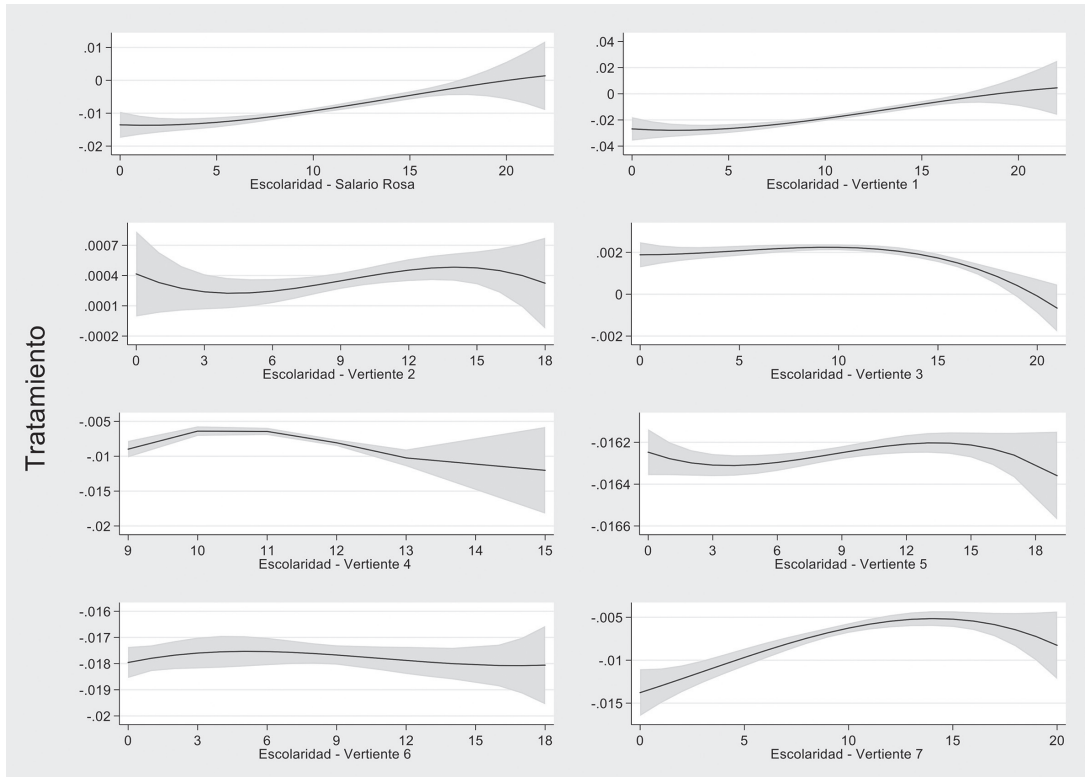 Tratamiento
.01
0
-.01
-.02
0 5 10 15 20
Escolaridad - Salario Rosa
.04
.02
0
-.02
-.04
0 5 10 15 20
Escolaridad - Vertiente 1
.0007
.0004
.0001
-.0002
0 3 6 9 12 15 18
Escolaridad - Vertiente 2
.002
0
-.002
0 5 10 15 20
Escolaridad - Vertiente 3
-.005
-.01
-.015
-.02
9 10 11 12 13 14 15
Escolaridad - Vertiente 4
-.0162
-.0164
-.0166
0 3 6 9 12 15 18
Escolaridad - Vertiente 5
-.016
-.017
-.018
-.019
-.02
0 3 6 9 12 15 18
Escolaridad - Vertiente 6
-.005
-.01
-.015
0 5 10 15 20
Escolaridad - Vertiente 7